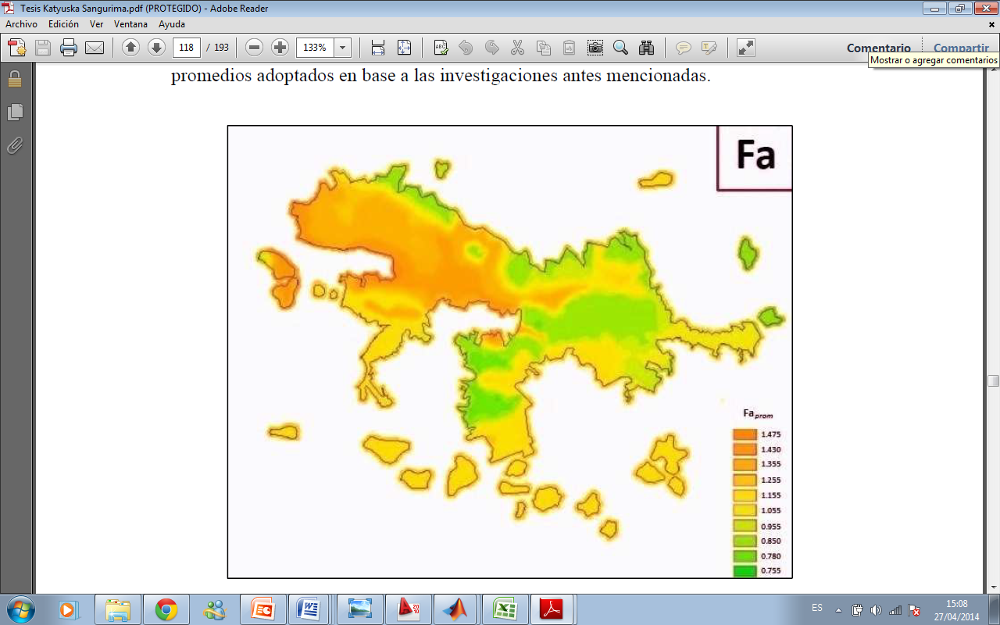 Tesis Katyuska Sangurima.pdf (PROTEGIDO) - Adobe Reader
Archivo Edición Ver Ventana Ayuda
118 / 193 133% Comentario Compartir
Mostrar o agregar comentarios
promedios adoptados en base a las investigaciones antes mencionadas.
Fa
Fa prom
1.475
1.430
1.355
1.255
1.155
1.055
0.955
0.850
0.780
0.755
ES 15:08
27/04/2014